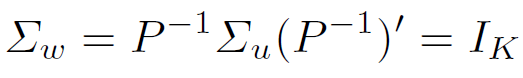 Σ_w = P^{-1}Σ_u(P^{-1})′ = I_K